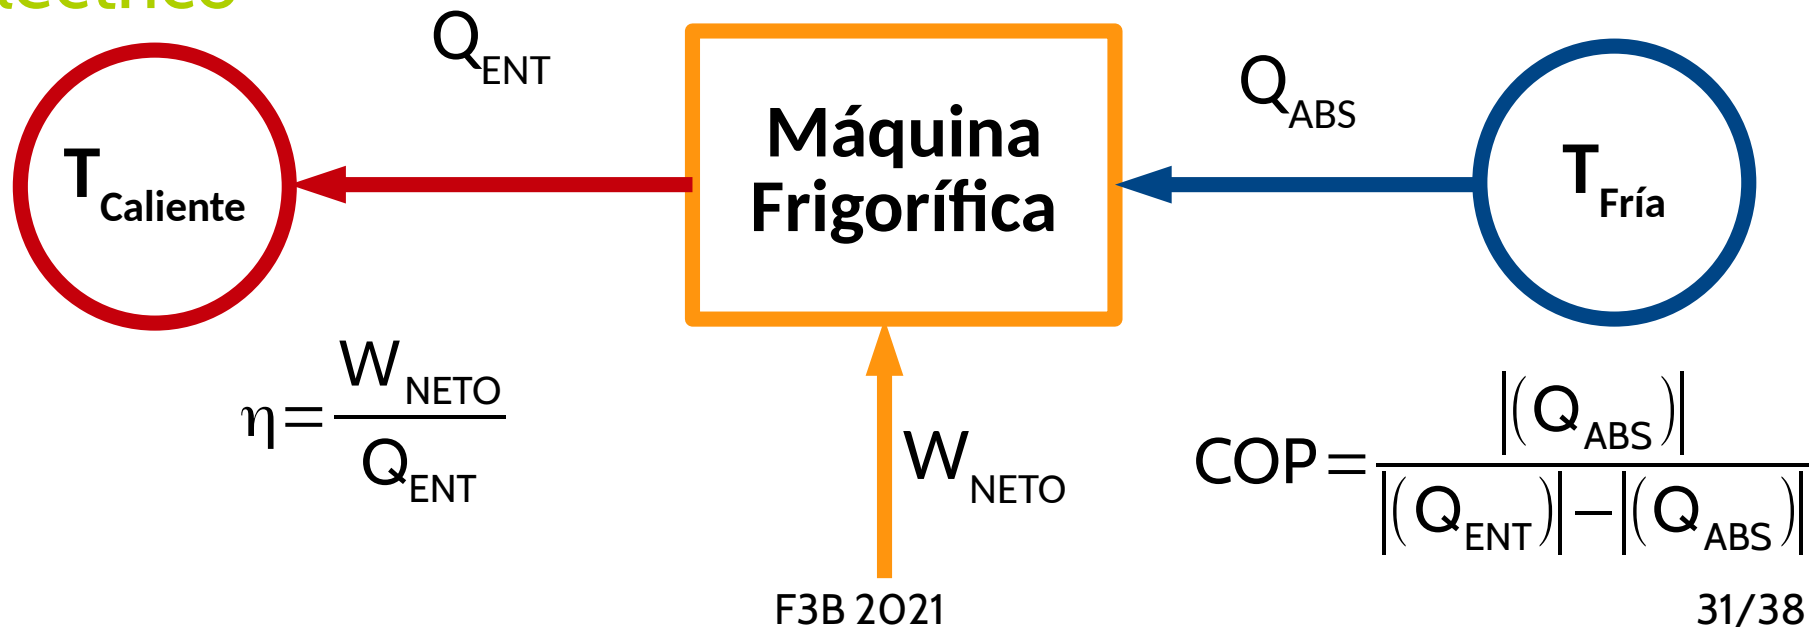 Q_ENT
Q_ABS
T_Caliente
Máquina
Frigorífica
T_Fría
η = W_NETO / Q_ENT
W_NETO
COP = |(Q_ABS)| / |(Q_ENT)| − |(Q_ABS)|
F3B 2021
31/38